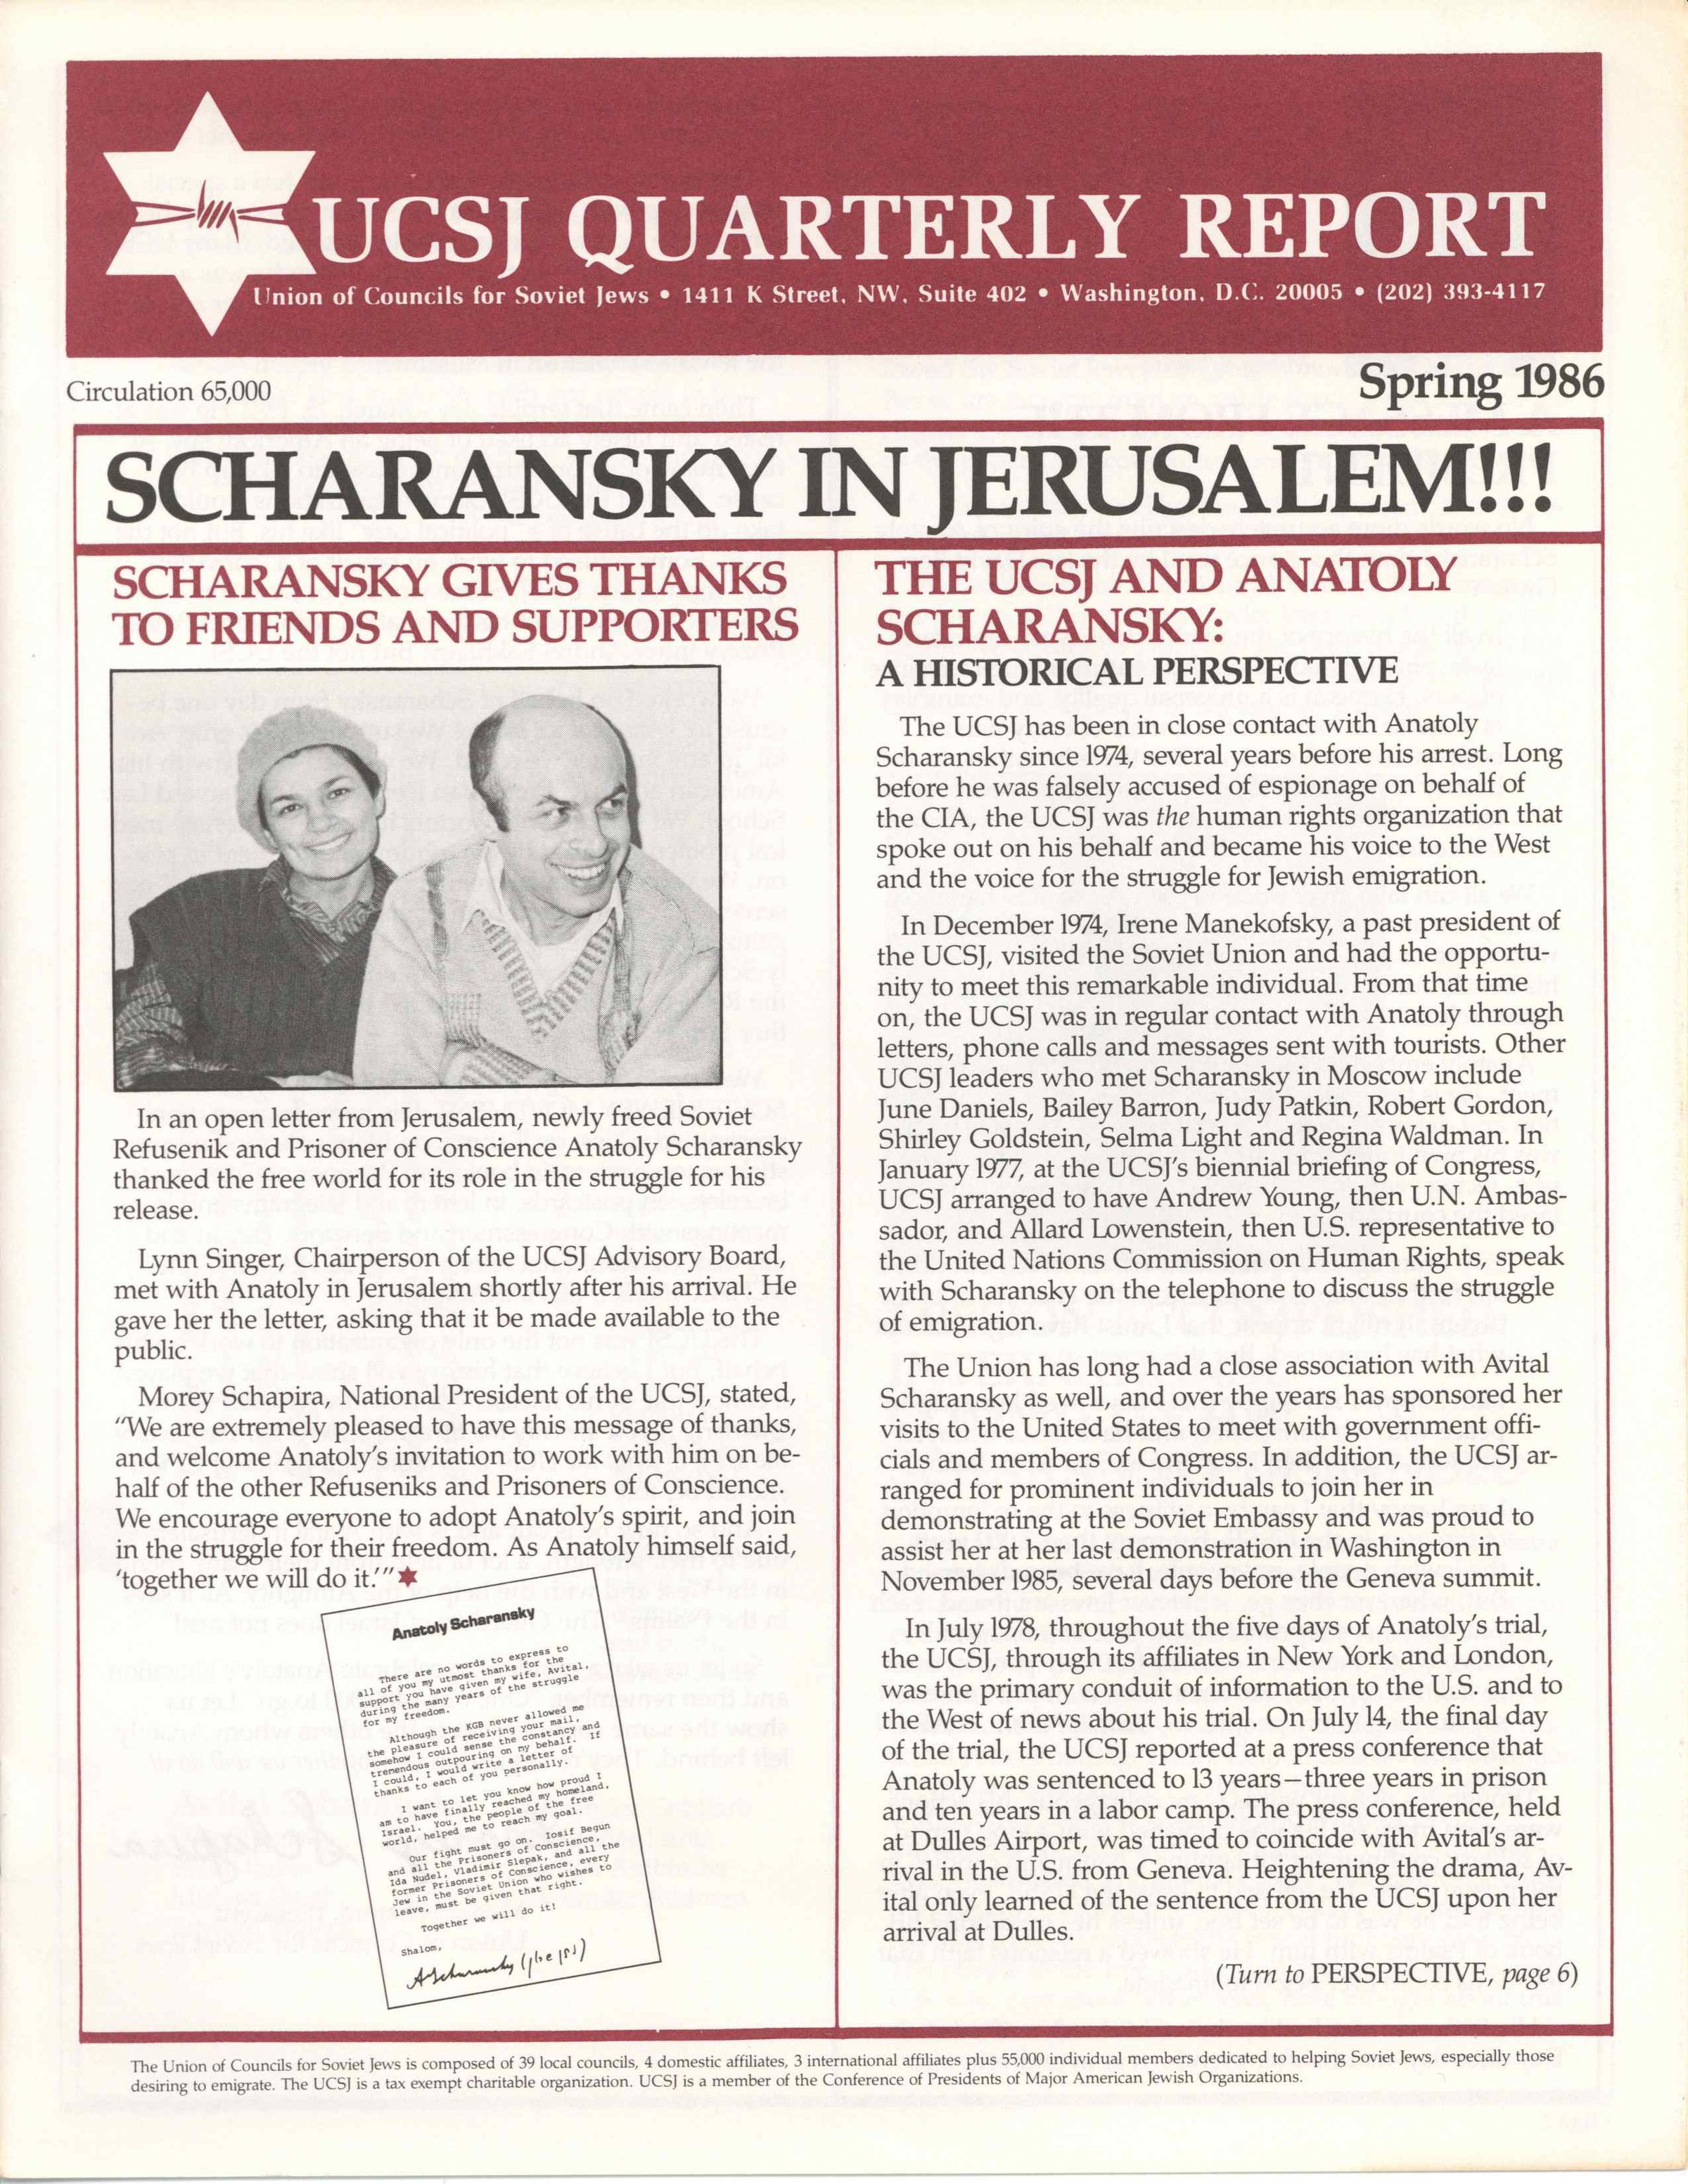 UCSJ QUARTERLY REPORT
Union of Councils for Soviet Jews • 1411 K Street, NW, Suite 402 • Washington, D.C. 20005 • (202) 393-4117
Circulation 65,000
Spring 1986
SCHARANSKY IN JERUSALEM!!!
SCHARANSKY GIVES THANKS
TO FRIENDS AND SUPPORTERS
In an open letter from Jerusalem, newly freed Soviet
Refusenik and Prisoner of Conscience Anatoly Scharansky
thanked the free world for its role in the struggle for his
release.
Lynn Singer, Chairperson of the UCSJ Advisory Board,
met with Anatoly in Jerusalem shortly after his arrival. He
gave her the letter, asking that it be made available to the
public.
Morey Schapira, National President of the UCSJ, stated,
"We are extremely pleased to have this message of thanks,
and welcome Anatoly's invitation to work with him on be-
half of the other Refuseniks and Prisoners of Conscience.
We encourage everyone to adopt Anatoly's spirit, and join
in the struggle for their freedom. As Anatoly himself said,
'together we will do it.'"
Anatoly Scharansky
There are no words to express to
all of you my utmost thanks for the
support you have given my wife, Avital,
during the many years of the struggle
for my freedom.
Although the KGB never allowed me
the pleasure of receiving your mail,
somehow I could sense the constancy and
tremendous outpouring on my behalf. If
I could, I would write a letter of
thanks to each of you personally.
I want to let you know how proud I
am to have finally reached my homeland,
Israel. You, the people of the free
world, helped me to reach my goal.
Our fight must go on. Iosif Begun
and all the Prisoners of Conscience,
Ida Nudel, Vladimir Slepak, and all the
former Prisoners of Conscience, every
Jew in the Soviet Union who wishes to
leave, must be given that right.
Together we will do it!
Shalom,
AScharansky
THE UCSJ AND ANATOLY
SCHARANSKY:
A HISTORICAL PERSPECTIVE
The UCSJ has been in close contact with Anatoly
Scharansky since 1974, several years before his arrest. Long
before he was falsely accused of espionage on behalf of
the CIA, the UCSJ was the human rights organization that
spoke out on his behalf and became his voice to the West
and the voice for the struggle for Jewish emigration.
In December 1974, Irene Manekofsky, a past president of
the UCSJ, visited the Soviet Union and had the opportu-
nity to meet this remarkable individual. From that time
on, the UCSJ was in regular contact with Anatoly through
letters, phone calls and messages sent with tourists. Other
UCSJ leaders who met Scharansky in Moscow include
June Daniels, Bailey Barron, Judy Patkin, Robert Gordon,
Shirley Goldstein, Selma Light and Regina Waldman. In
January 1977, at the UCSJ's biennial briefing of Congress,
UCSJ arranged to have Andrew Young, then U.N. Ambas-
sador, and Allard Lowenstein, then U.S. representative to
the United Nations Commission on Human Rights, speak
with Scharansky on the telephone to discuss the struggle
of emigration.
The Union has long had a close association with Avital
Scharansky as well, and over the years has sponsored her
visits to the United States to meet with government offi-
cials and members of Congress. In addition, the UCSJ ar-
ranged for prominent individuals to join her in
demonstrating at the Soviet Embassy and was proud to
assist her at her last demonstration in Washington in
November 1985, several days before the Geneva summit.
In July 1978, throughout the five days of Anatoly's trial,
the UCSJ, through its affiliates in New York and London,
was the primary conduit of information to the U.S. and to
the West of news about his trial. On July 14, the final day
of the trial, the UCSJ reported at a press conference that
Anatoly was sentenced to 13 years—three years in prison
and ten years in a labor camp. The press conference, held
at Dulles Airport, was timed to coincide with Avital's ar-
rival in the U.S. from Geneva. Heightening the drama, Av-
ital only learned of the sentence from the UCSJ upon her
arrival at Dulles.
(Turn to PERSPECTIVE, page 6)
The Union of Councils for Soviet Jews is composed of 39 local councils, 4 domestic affiliates, 3 international affiliates plus 55,000 individual members dedicated to helping Soviet Jews, especially those
desiring to emigrate. The UCSJ is a tax exempt charitable organization. UCSJ is a member of the Conference of Presidents of Major American Jewish Organizations.